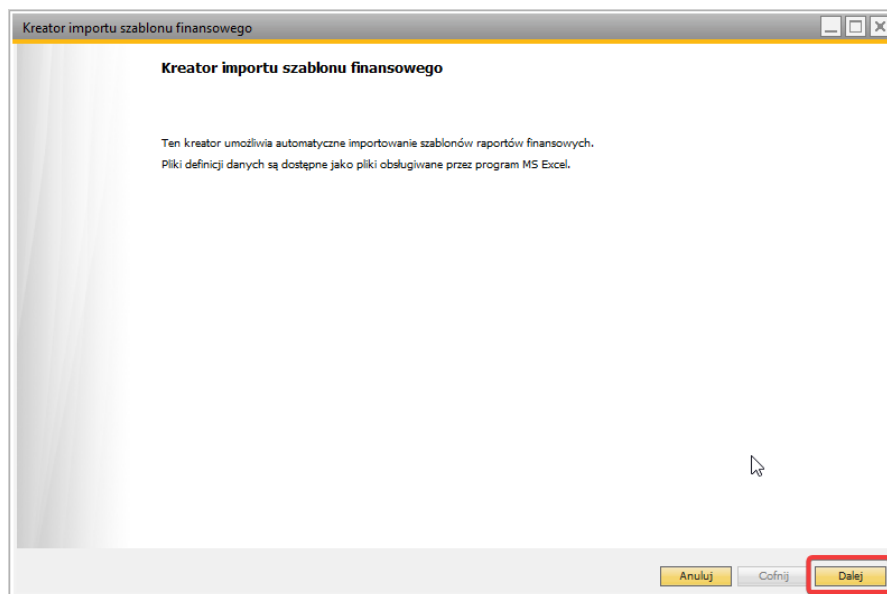 Kreator importu szablonu finansowego
Kreator importu szablonu finansowego
Ten kreator umożliwia automatyczne importowanie szablonów raportów finansowych.
Pliki definicji danych są dostępne jako pliki obsługiwane przez program MS Excel.
Anuluj Cofnij Dalej